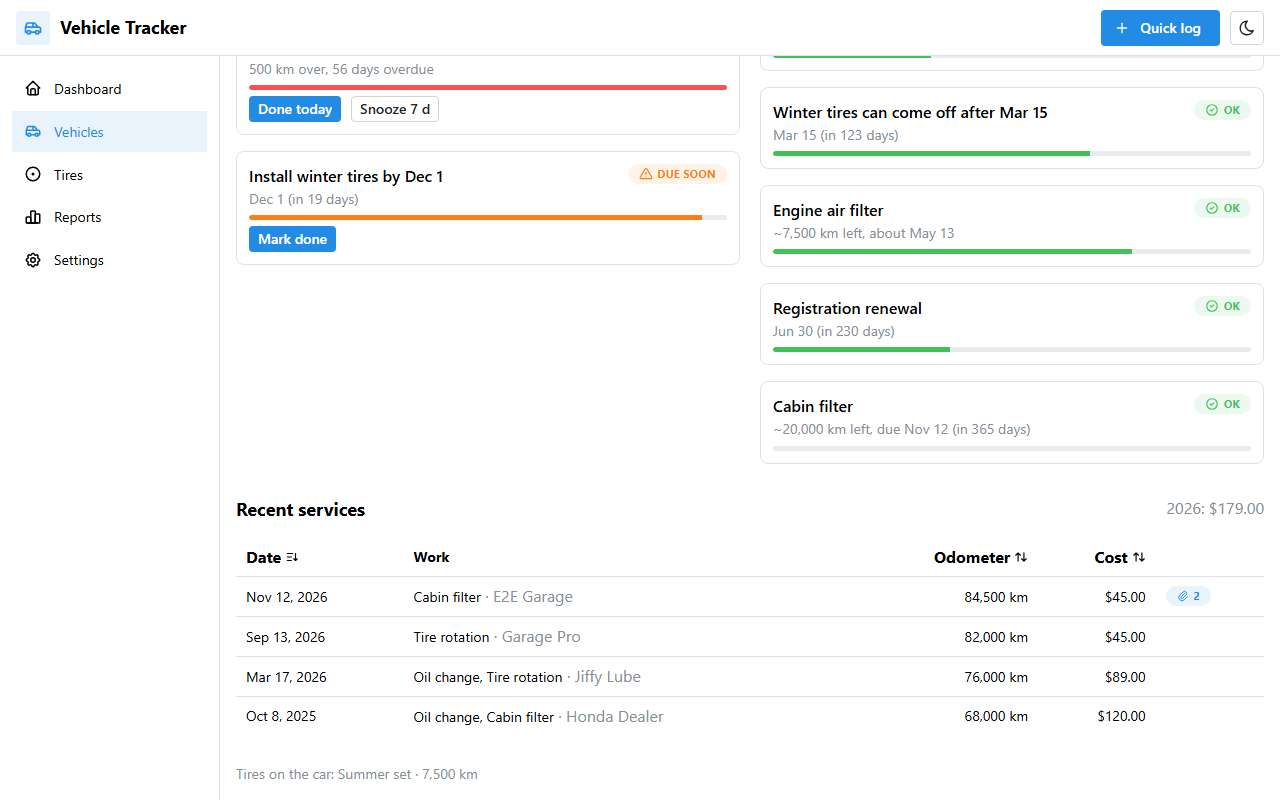 Vehicle Tracker
Quick log
Dashboard
Vehicles
Tires
Reports
Settings
500 km over, 56 days overdue
Done today
Snooze 7 d
Install winter tires by Dec 1
DUE SOON
Dec 1 (in 19 days)
Mark done
Winter tires can come off after Mar 15
OK
Mar 15 (in 123 days)
Engine air filter
OK
~7,500 km left, about May 13
Registration renewal
OK
Jun 30 (in 230 days)
Cabin filter
OK
~20,000 km left, due Nov 12 (in 365 days)
Recent services
2026: $179.00
Date Work Odometer Cost
Nov 12, 2026 Cabin filter · E2E Garage 84,500 km $45.00 2
Sep 13, 2026 Tire rotation · Garage Pro 82,000 km $45.00
Mar 17, 2026 Oil change, Tire rotation · Jiffy Lube 76,000 km $89.00
Oct 8, 2025 Oil change, Cabin filter · Honda Dealer 68,000 km $120.00
Tires on the car: Summer set · 7,500 km